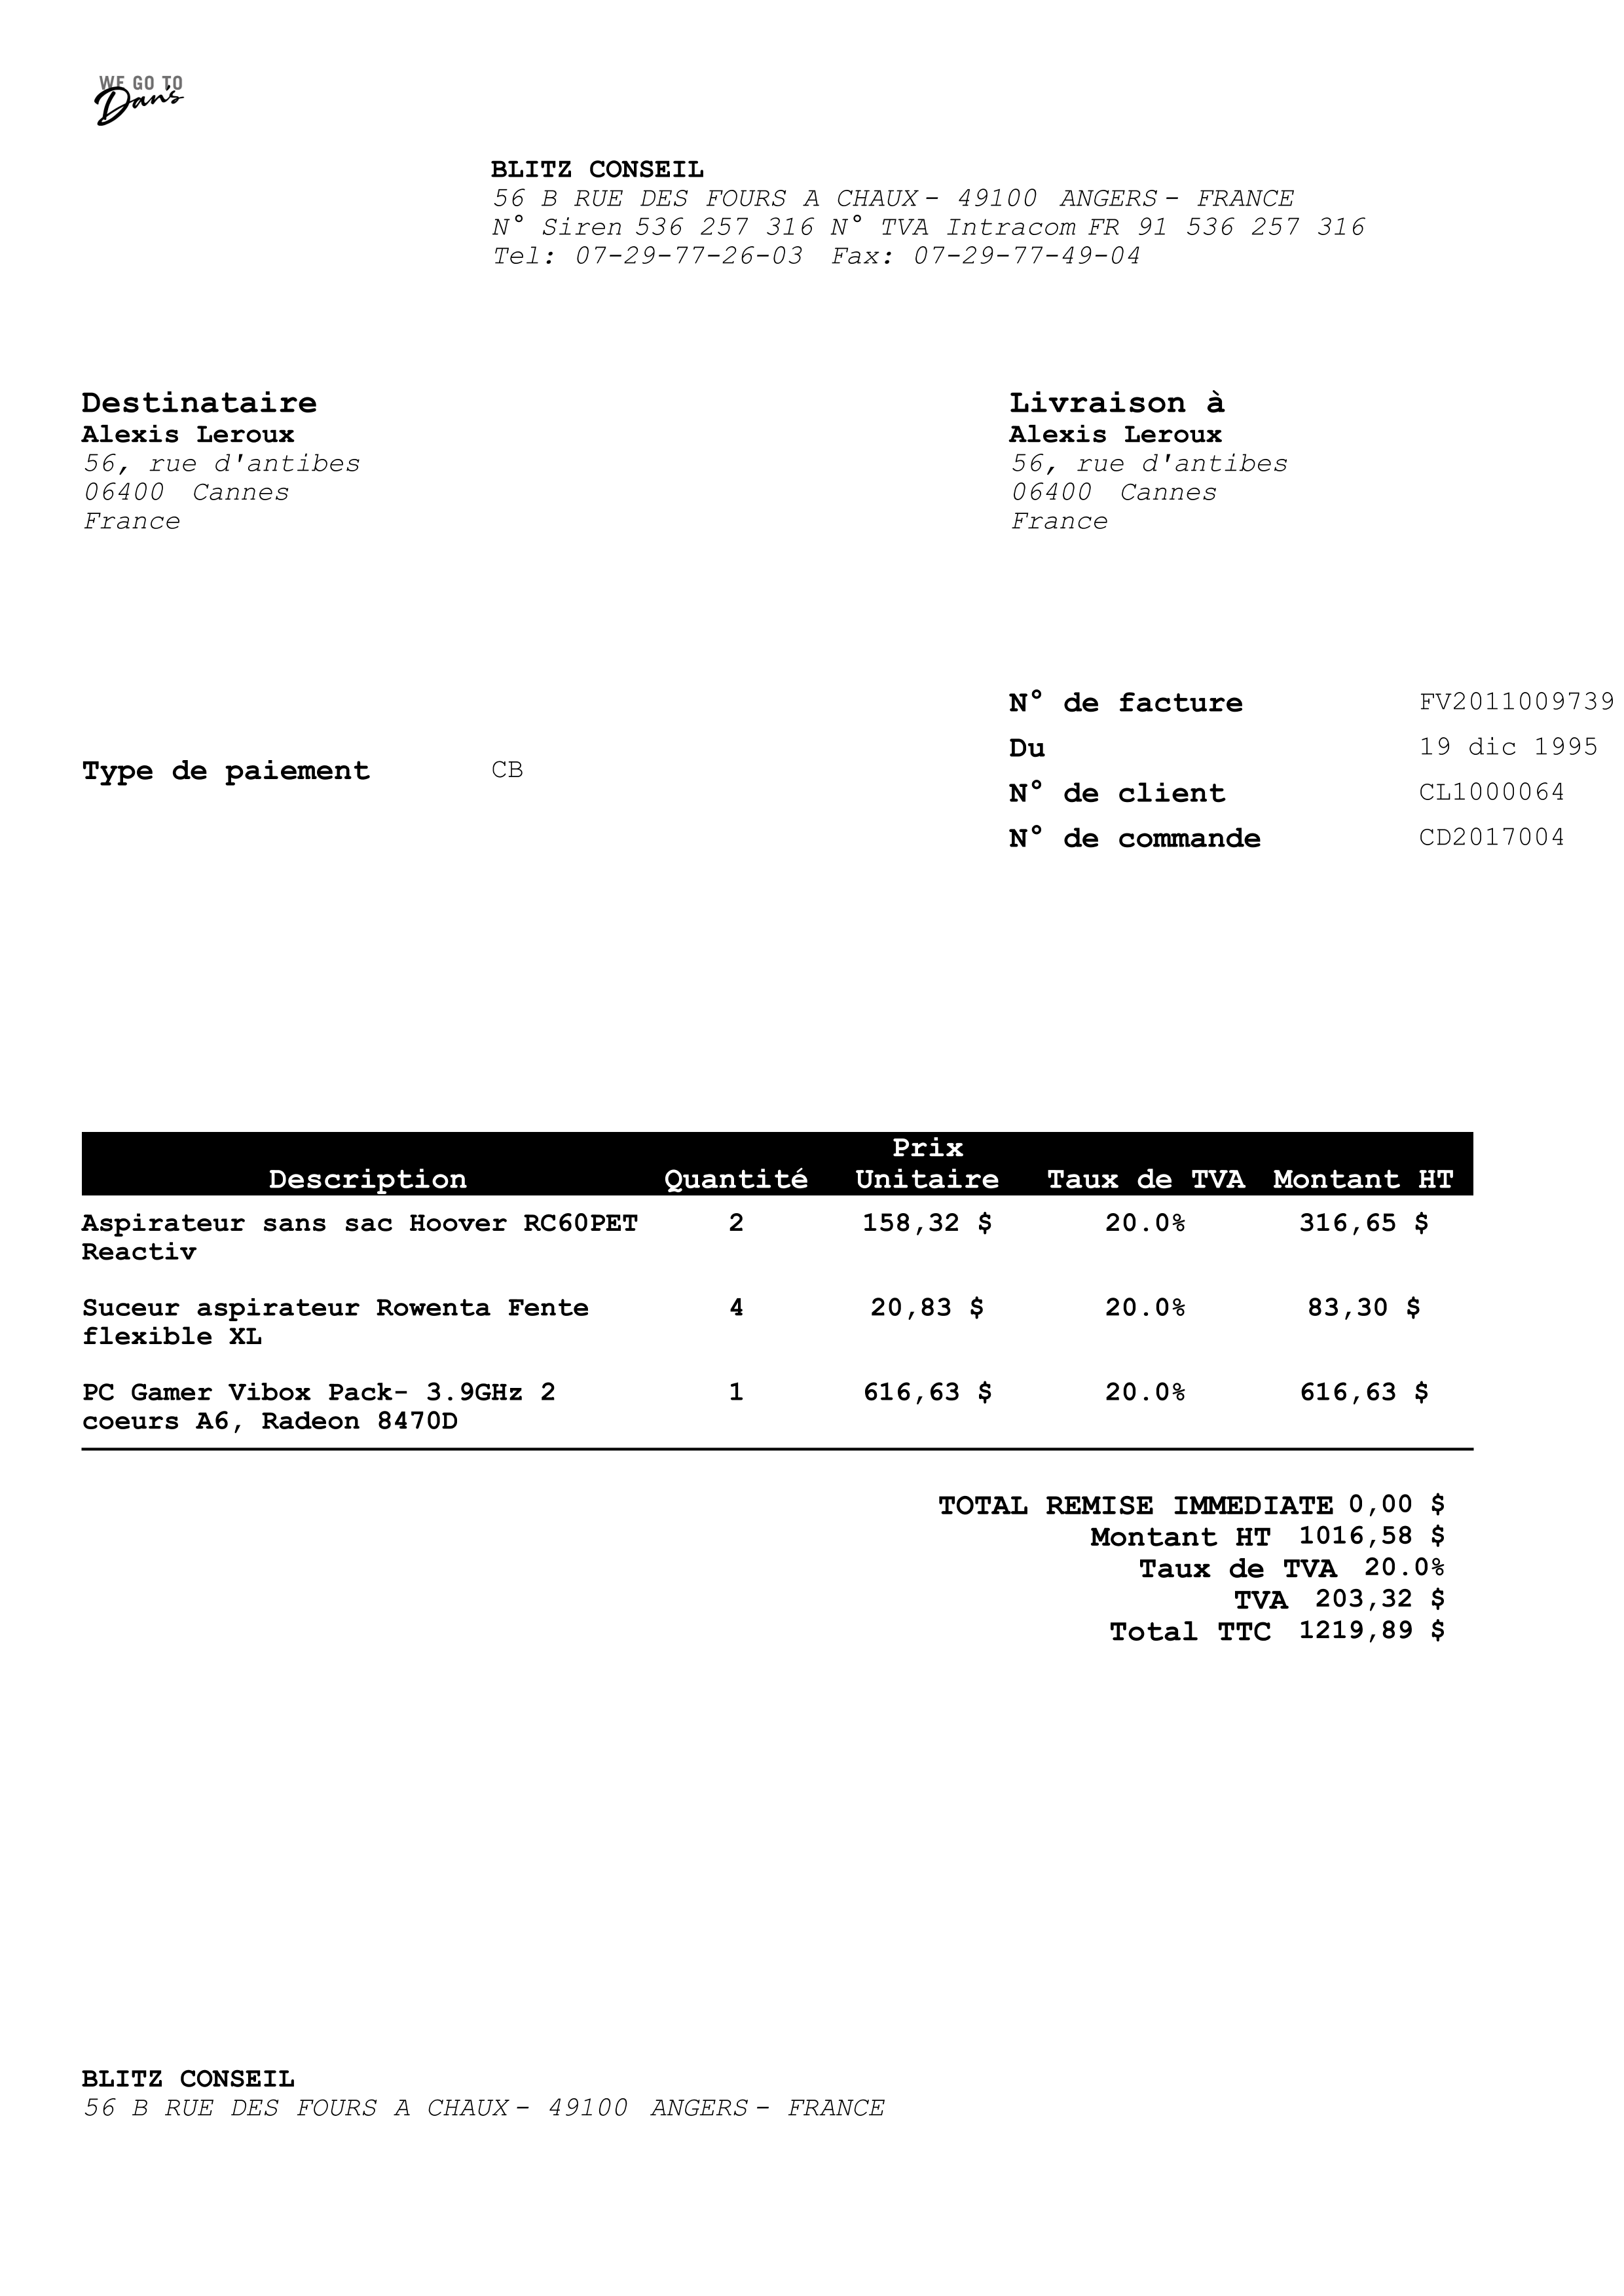 WE GO TO
Dan's
BLITZ CONSEIL
56 B RUE DES FOURS A CHAUX - 49100 ANGERS - FRANCE
N° Siren 536 257 316 N° TVA Intracom FR 91 536 257 316
Tel: 07-29-77-26-03 Fax: 07-29-77-49-04
Destinataire
Alexis Leroux
56, rue d'antibes
06400 Cannes
France
Livraison à
Alexis Leroux
56, rue d'antibes
06400 Cannes
France
Type de paiement CB
N° de facture FV2011009739
Du 19 dic 1995
N° de client CL1000064
N° de commande CD2017004
Prix
Description Quantité Unitaire Taux de TVA Montant HT
Aspirateur sans sac Hoover RC60PET 2 158,32 $ 20.0% 316,65 $
Reactiv
Suceur aspirateur Rowenta Fente 4 20,83 $ 20.0% 83,30 $
flexible XL
PC Gamer Vibox Pack- 3.9GHz 2 1 616,63 $ 20.0% 616,63 $
coeurs A6, Radeon 8470D
TOTAL REMISE IMMEDIATE 0,00 $
Montant HT 1016,58 $
Taux de TVA 20.0%
TVA 203,32 $
Total TTC 1219,89 $
BLITZ CONSEIL
56 B RUE DES FOURS A CHAUX - 49100 ANGERS - FRANCE